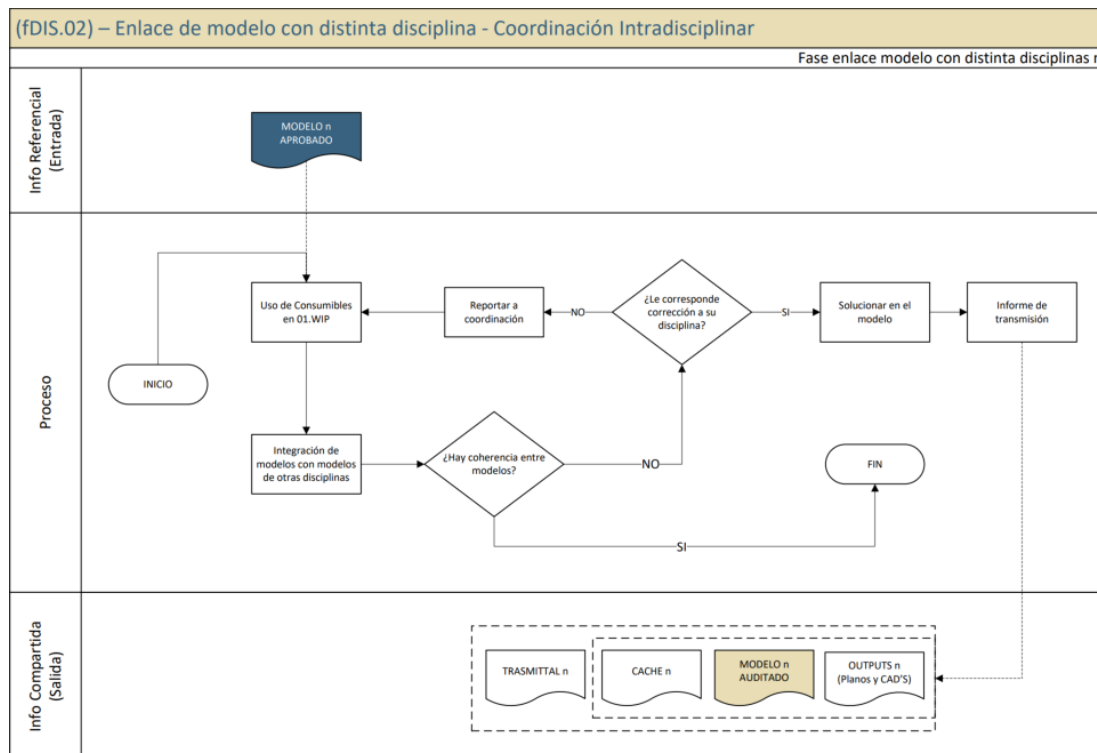 (fDIS.02) – Enlace de modelo con distinta disciplina - Coordinación Intradisciplinar
Fase enlace modelo con distinta disciplinas
Info Referencial
(Entrada)
MODELO n
APROBADO
Proceso
Uso de Consumibles
en 01.WIP
Reportar a
coordinación
NO
¿Le corresponde
corrección a su
disciplina?
SI
Solucionar en el
modelo
Informe de
transmisión
INICIO
Integración de
modelos con modelos
de otras disciplinas
¿Hay coherencia entre
modelos?
NO
FIN
SI
Info Compartida
(Salida)
TRASMITTAL n
CACHE n
MODELO n
AUDITADO
OUTPUTS n
(Planos y CAD'S)